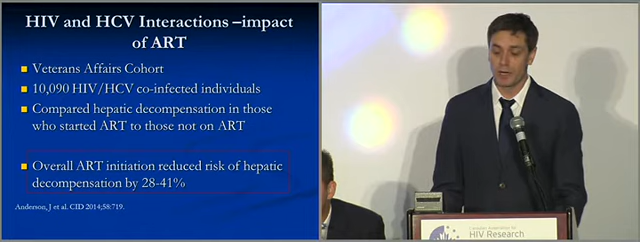 HIV and HCV Interactions –impact
of ART
Veterans Affairs Cohort
10,090 HIV/HCV co-infected individuals
Compared hepatic decompensation in those
who started ART to those not on ART
Overall ART initiation reduced risk of hepatic
decompensation by 28-41%
Anderson, J et al. CID 2014;58:719.
HIV Research